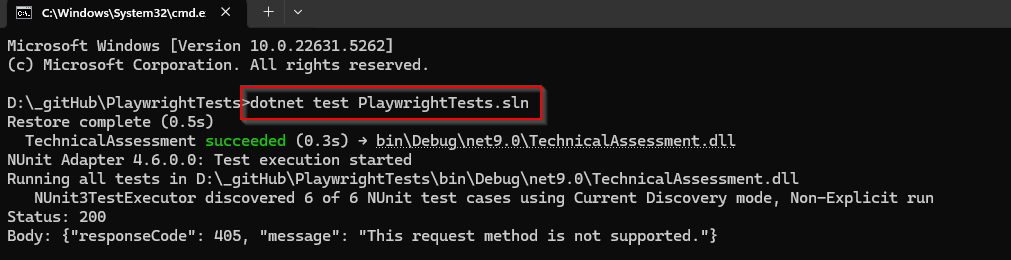 C:\Windows\System32\cmd.e
Microsoft Windows [Version 10.0.22631.5262]
(c) Microsoft Corporation. All rights reserved.
D:\_gitHub\PlaywrightTests>dotnet test PlaywrightTests.sln
Restore complete (0.5s)
TechnicalAssessment succeeded (0.3s) → bin\Debug\net9.0\TechnicalAssessment.dll
NUnit Adapter 4.6.0.0: Test execution started
Running all tests in D:\_gitHub\PlaywrightTests\bin\Debug\net9.0\TechnicalAssessment.dll
NUnit3TestExecutor discovered 6 of 6 NUnit test cases using Current Discovery mode, Non-Explicit run
Status: 200
Body: {"responseCode": 405, "message": "This request method is not supported."}